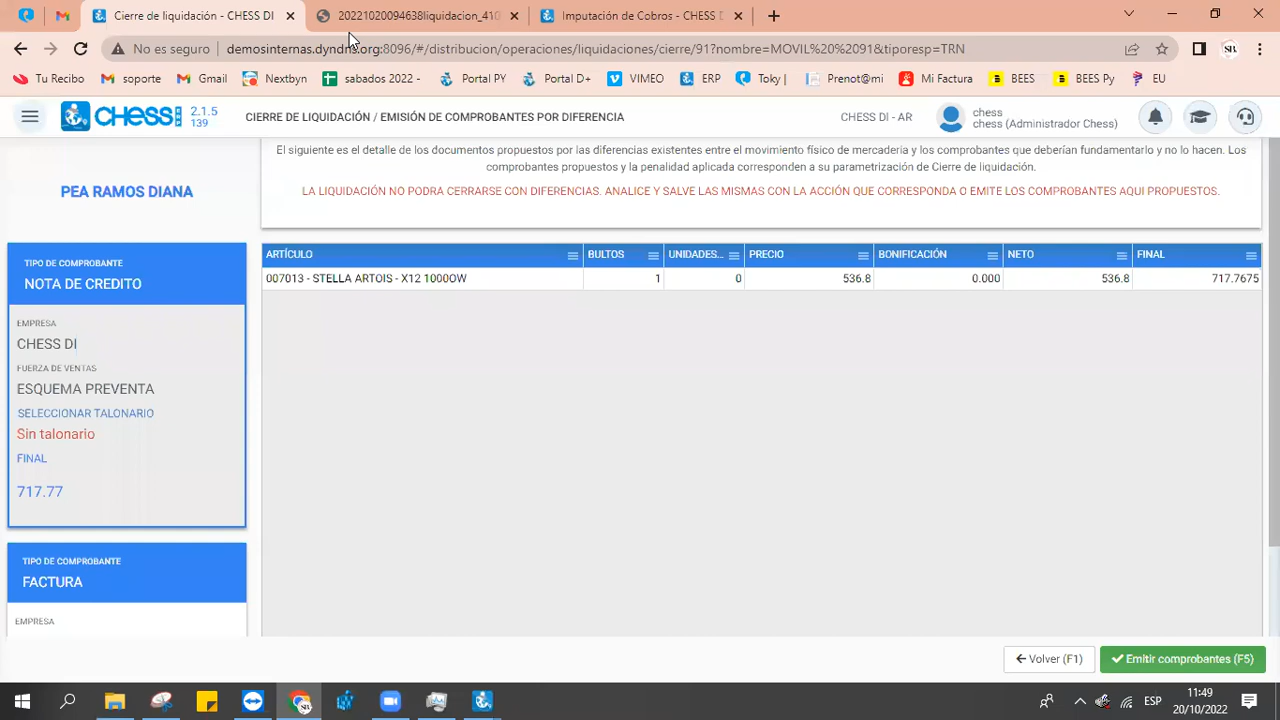 Cierre de liquidación - CHESS DI
20221020094638liquidacion_410
Imputación de Cobros - CHESS D
No es seguro
demosinternas.dyndns.org:8096/#/distribucion/operaciones/liquidaciones/cierre/91?nombre=MOVIL%20%2091&tiporesp=TRN
Tu Recibo
soporte
Gmail
Nextbyn
sabados 2022 -
Portal PY
Portal D+
VIMEO
ERP
Toky |
Prenot@mi
Mi Factura
BEES
BEES Py
EU
CHESS
2.1.5
139
CIERRE DE LIQUIDACIÓN / EMISIÓN DE COMPROBANTES POR DIFERENCIA
CHESS DI - AR
chess
chess (Administrador Chess)
El siguiente es el detalle de los documentos propuestos por las diferencias existentes entre el movimiento físico de mercaderia y los comprobantes que deberían fundamentarlo y no lo hacen. Los
comprobantes propuestos y la penalidad aplicada corresponden a su parametrización de Cierre de liquidación.
LA LIQUIDACIÓN NO PODRA CERRARSE CON DIFERENCIAS. ANALICE Y SALVE LAS MISMAS CON LA ACCIÓN QUE CORRESPONDA O EMITE LOS COMPROBANTES AQUI PROPUESTOS.
PEA RAMOS DIANA
TIPO DE COMPROBANTE
NOTA DE CREDITO
EMPRESA
CHESS DI
FUERZA DE VENTAS
ESQUEMA PREVENTA
SELECCIONAR TALONARIO
Sin talonario
FINAL
717.77
TIPO DE COMPROBANTE
FACTURA
EMPRESA
ARTÍCULO BULTOS UNIDADES... PRECIO BONIFICACIÓN NETO FINAL
007013 - STELLA ARTOIS - X12 1000OW 1 0 536.8 0.000 536.8 717.7675
Volver (F1)
Emitir comprobantes (F5)
ESP
11:49
20/10/2022